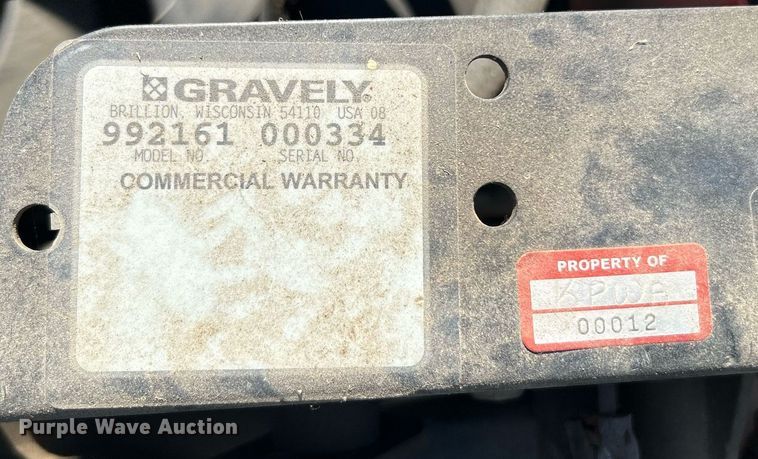 GRAVELY®
BRILLION, WISCONSIN 54110 USA 08
992161 000334
MODEL NO. SERIAL NO.
COMMERCIAL WARRANTY
PROPERTY OF
00012
Purple Wave Auction